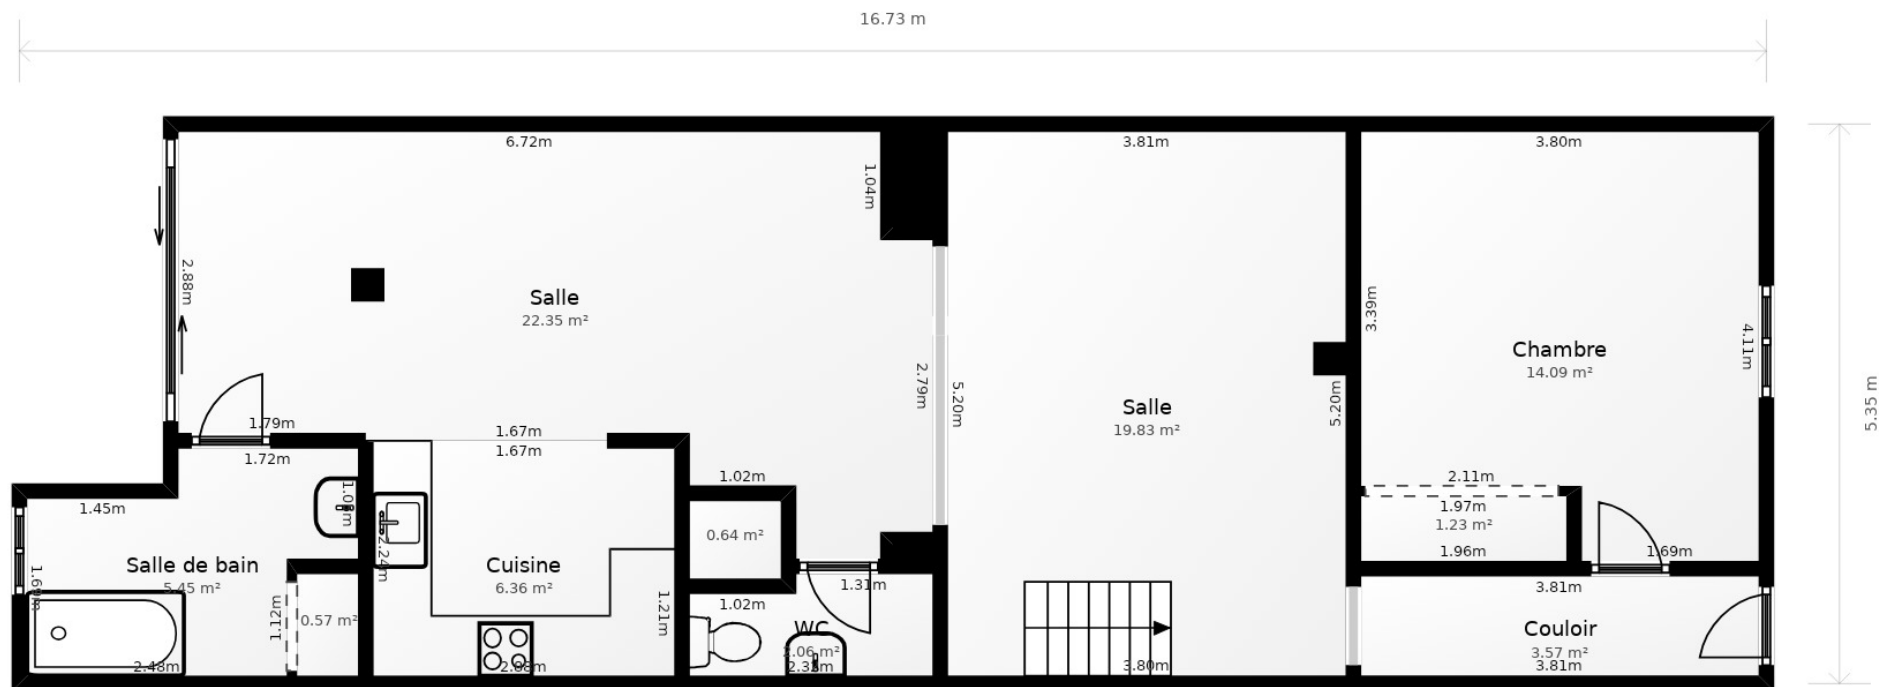 16.73 m
6.72m
3.81m
3.80m
1.04m
2.88m
Salle
22.35 m²
3.39m
4.11m
5.35 m
Chambre
14.09 m²
2.79m
5.20m
5.20m
Salle
19.83 m²
1.79m
1.67m
1.67m
1.72m
1.02m
2.11m
1.97m
1.23 m²
1.45m
2.24m
0.64 m²
1.96m
1.69m
Salle de bain
5.45 m²
Cuisine
6.36 m²
1.31m
3.81m
1.12m
0.57 m²
1.02m
1.21m
WC
2.06 m²
Couloir
3.57 m²
2.48m
3.80m
3.81m